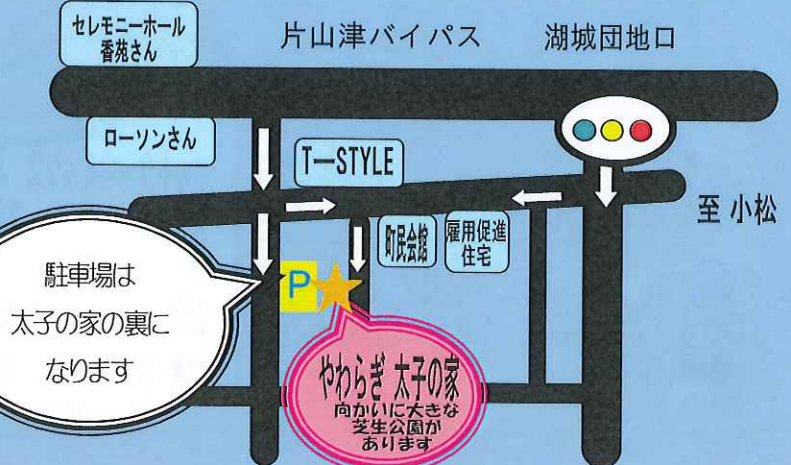 セレモニーホール
香苑さん
片山津バイパス
湖城団地口
ローソンさん
T—STYLE
至 小松
町民会館
雇用促進
住宅
駐車場は
太子の家の裏に
なります
P
やわらぎ 太子の家
向かいに大きな
芝生公園が
あります